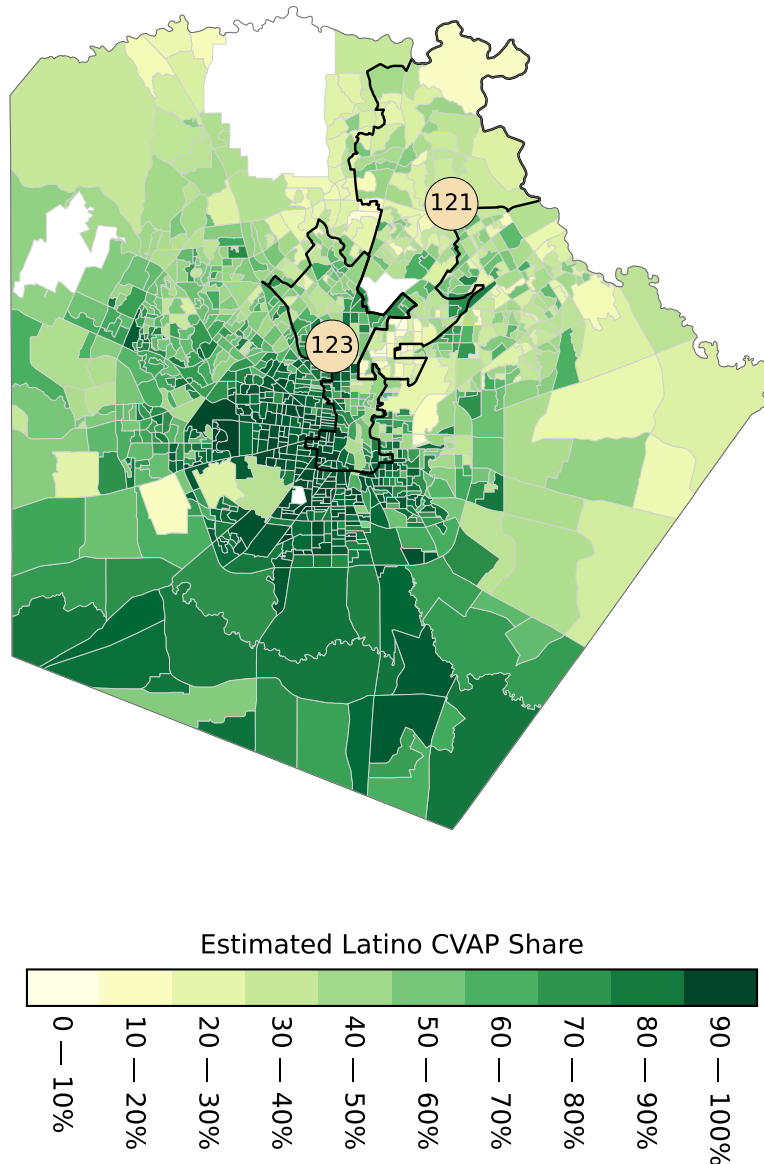 121
123
Estimated Latino CVAP Share
0 — 10%
10 — 20%
20 — 30%
30 — 40%
40 — 50%
50 — 60%
60 — 70%
70 — 80%
80 — 90%
90 — 100%